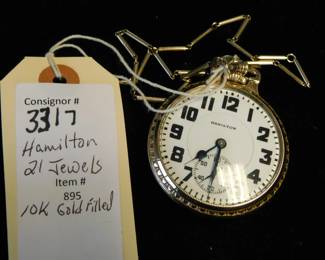 Consignor #
3317
Hamilton
21 Jewels
Item #
895
10K Gold Filled
HAMILTON
12
1
2
3
4
5
7
8
9
10
11